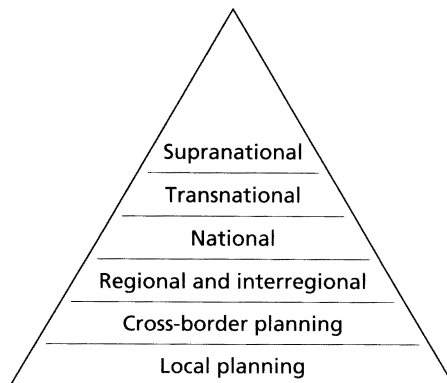 Supranational
Transnational
National
Regional and interregional
Cross-border planning
Local planning